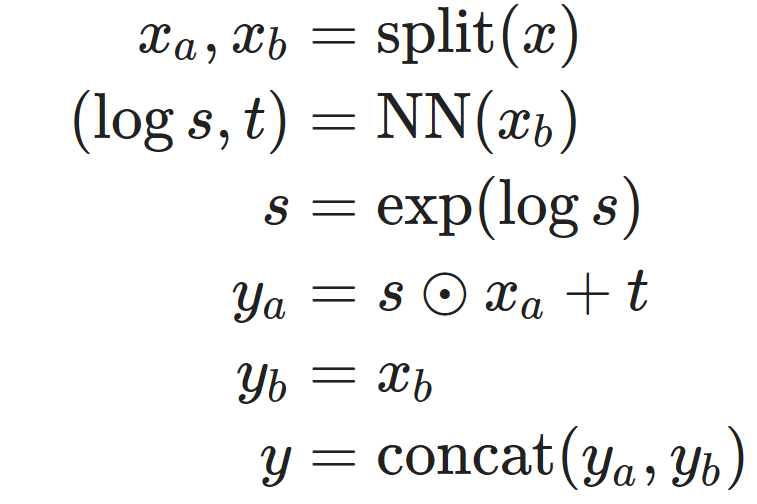 x_a, x_b = split(x)
(log s, t) = NN(x_b)
s = exp(log s)
y_a = s ⊙ x_a + t
y_b = x_b
y = concat(y_a, y_b)